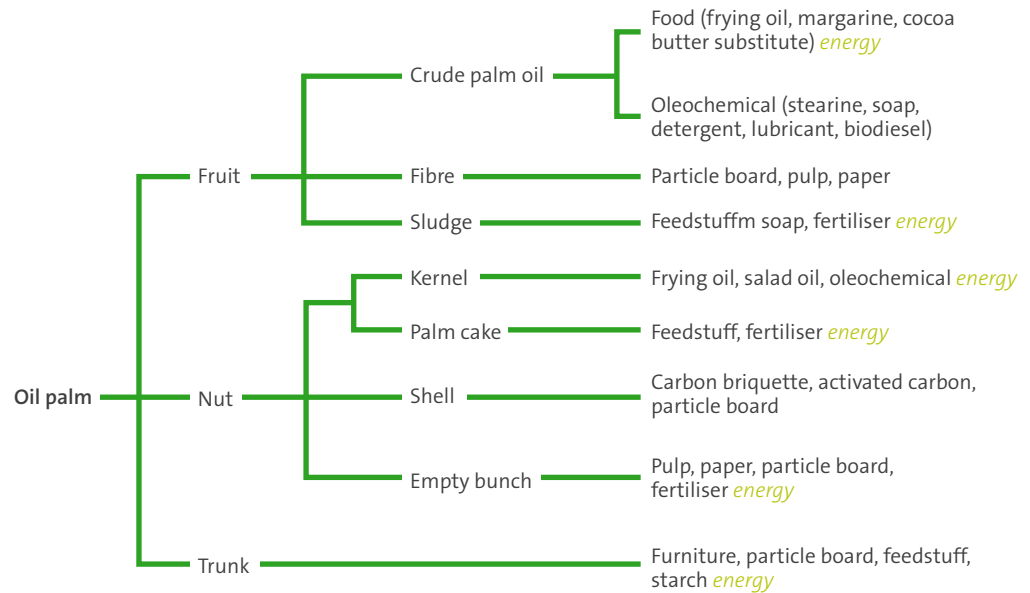 Food (frying oil, margarine, cocoa
butter substitute) energy
Crude palm oil
Oleochemical (stearine, soap,
detergent, lubricant, biodiesel)
Fruit
Fibre
Particle board, pulp, paper
Sludge
Feedstuffm soap, fertiliser energy
Kernel
Frying oil, salad oil, oleochemical energy
Palm cake
Feedstuff, fertiliser energy
Oil palm
Nut
Shell
Carbon briquette, activated carbon,
particle board
Empty bunch
Pulp, paper, particle board,
fertiliser energy
Trunk
Furniture, particle board, feedstuff,
starch energy